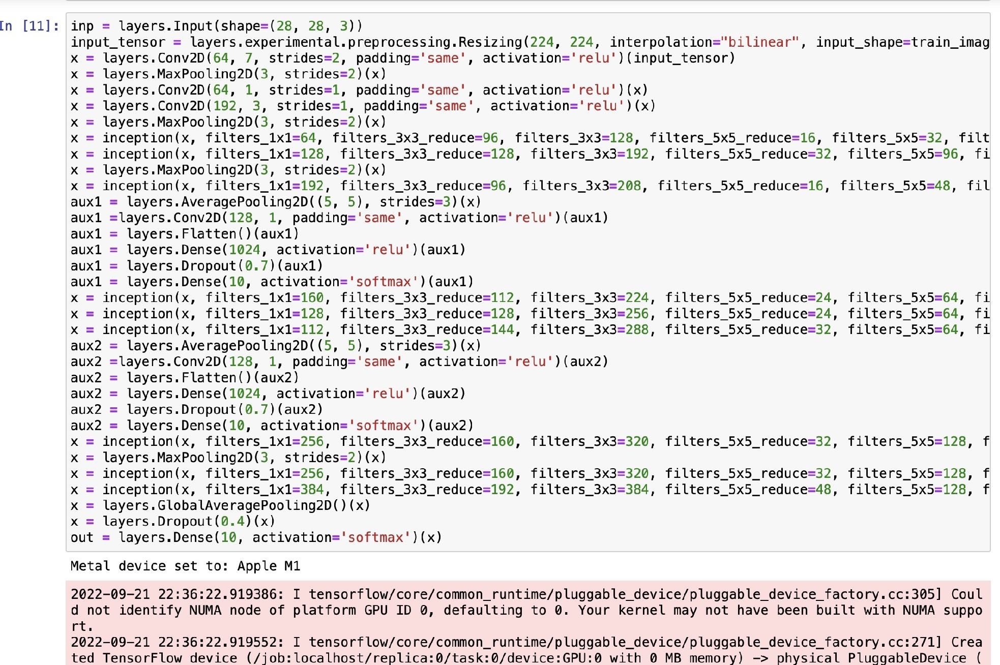 In [11]:
inp = layers.Input(shape=(28, 28, 3))
input_tensor = layers.experimental.preprocessing.Resizing(224, 224, interpolation="bilinear", input_shape=train_imag
x = layers.Conv2D(64, 7, strides=2, padding='same', activation='relu')(input_tensor)
x = layers.MaxPooling2D(3, strides=2)(x)
x = layers.Conv2D(64, 1, strides=1, padding='same', activation='relu')(x)
x = layers.Conv2D(192, 3, strides=1, padding='same', activation='relu')(x)
x = layers.MaxPooling2D(3, strides=2)(x)
x = inception(x, filters_1x1=64, filters_3x3_reduce=96, filters_3x3=128, filters_5x5_reduce=16, filters_5x5=32, filt
x = inception(x, filters_1x1=128, filters_3x3_reduce=128, filters_3x3=192, filters_5x5_reduce=32, filters_5x5=96, fi
x = layers.MaxPooling2D(3, strides=2)(x)
x = inception(x, filters_1x1=192, filters_3x3_reduce=96, filters_3x3=208, filters_5x5_reduce=16, filters_5x5=48, fil
aux1 = layers.AveragePooling2D((5, 5), strides=3)(x)
aux1 =layers.Conv2D(128, 1, padding='same', activation='relu')(aux1)
aux1 = layers.Flatten()(aux1)
aux1 = layers.Dense(1024, activation='relu')(aux1)
aux1 = layers.Dropout(0.7)(aux1)
aux1 = layers.Dense(10, activation='softmax')(aux1)
x = inception(x, filters_1x1=160, filters_3x3_reduce=112, filters_3x3=224, filters_5x5_reduce=24, filters_5x5=64, fi
x = inception(x, filters_1x1=128, filters_3x3_reduce=128, filters_3x3=256, filters_5x5_reduce=24, filters_5x5=64, fi
x = inception(x, filters_1x1=112, filters_3x3_reduce=144, filters_3x3=288, filters_5x5_reduce=32, filters_5x5=64, fi
aux2 = layers.AveragePooling2D((5, 5), strides=3)(x)
aux2 =layers.Conv2D(128, 1, padding='same', activation='relu')(aux2)
aux2 = layers.Flatten()(aux2)
aux2 = layers.Dense(1024, activation='relu')(aux2)
aux2 = layers.Dropout(0.7)(aux2)
aux2 = layers.Dense(10, activation='softmax')(aux2)
x = inception(x, filters_1x1=256, filters_3x3_reduce=160, filters_3x3=320, filters_5x5_reduce=32, filters_5x5=128, f
x = layers.MaxPooling2D(3, strides=2)(x)
x = inception(x, filters_1x1=256, filters_3x3_reduce=160, filters_3x3=320, filters_5x5_reduce=32, filters_5x5=128, f
x = inception(x, filters_1x1=384, filters_3x3_reduce=192, filters_3x3=384, filters_5x5_reduce=48, filters_5x5=128, f
x = layers.GlobalAveragePooling2D()(x)
x = layers.Dropout(0.4)(x)
out = layers.Dense(10, activation='softmax')(x)
Metal device set to: Apple M1
2022-09-21 22:36:22.919386: I tensorflow/core/common_runtime/pluggable_device/pluggable_device_factory.cc:305] Coul
d not identify NUMA node of platform GPU ID 0, defaulting to 0. Your kernel may not have been built with NUMA suppo
rt.
2022-09-21 22:36:22.919552: I tensorflow/core/common_runtime/pluggable_device/pluggable_device_factory.cc:271] Crea
ted TensorFlow device (/job:localhost/replica:0/task:0/device:GPU:0 with 0 MB memory) -> physical PluggableDevice (